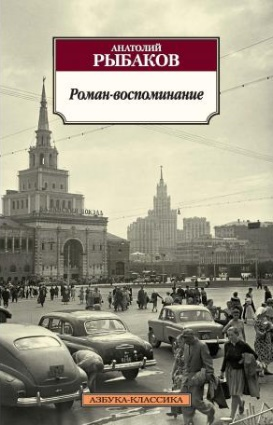 АНАТОЛИЙ
РЫБАКОВ
Роман-воспоминание
АЗБУКА-КЛАССИКА